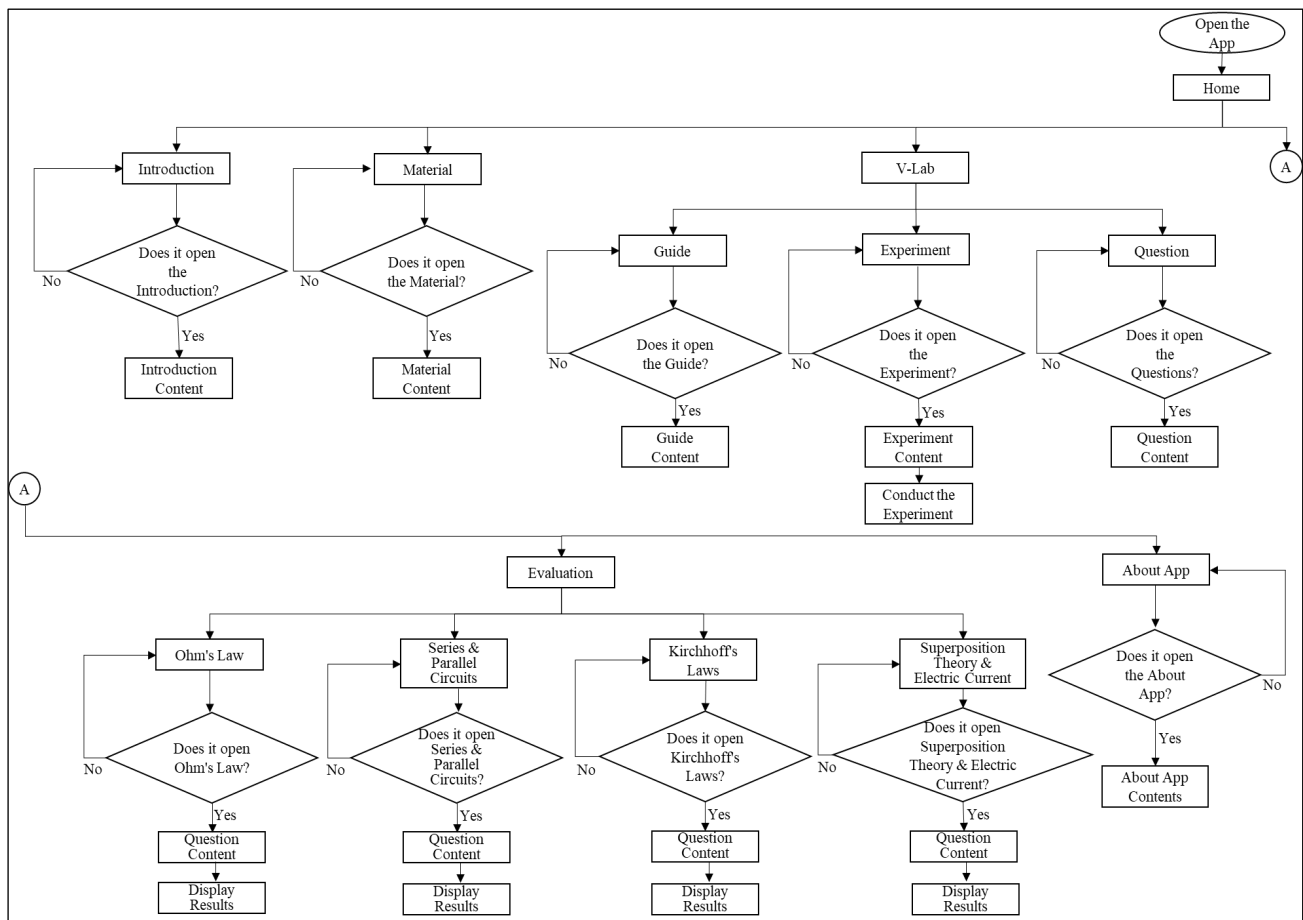 Open the
App
Home
Introduction
Material
V-Lab
A
Does it open
the
Introduction?
No
Yes
Introduction
Content
Does it open
the Material?
No
Yes
Material
Content
Guide
Experiment
Question
Does it open
the Guide?
No
Yes
Guide
Content
Does it open
the
Experiment?
No
Yes
Experiment
Content
Conduct the
Experiment
Does it open
the
Questions?
No
Yes
Question
Content
A
Evaluation
About App
Ohm's Law
Series &
Parallel
Circuits
Kirchhoff's
Laws
Superposition
Theory &
Electric Current
Does it open
the About
App?
No
Yes
About App
Contents
Does it open
Ohm's Law?
No
Yes
Question
Content
Display
Results
Does it open
Series &
Parallel
Circuits?
No
Yes
Question
Content
Display
Results
Does it open
Kirchhoff's
Laws?
No
Yes
Question
Content
Display
Results
Does it open
Superposition
Theory & Electric
Current?
No
Yes
Question
Content
Display
Results